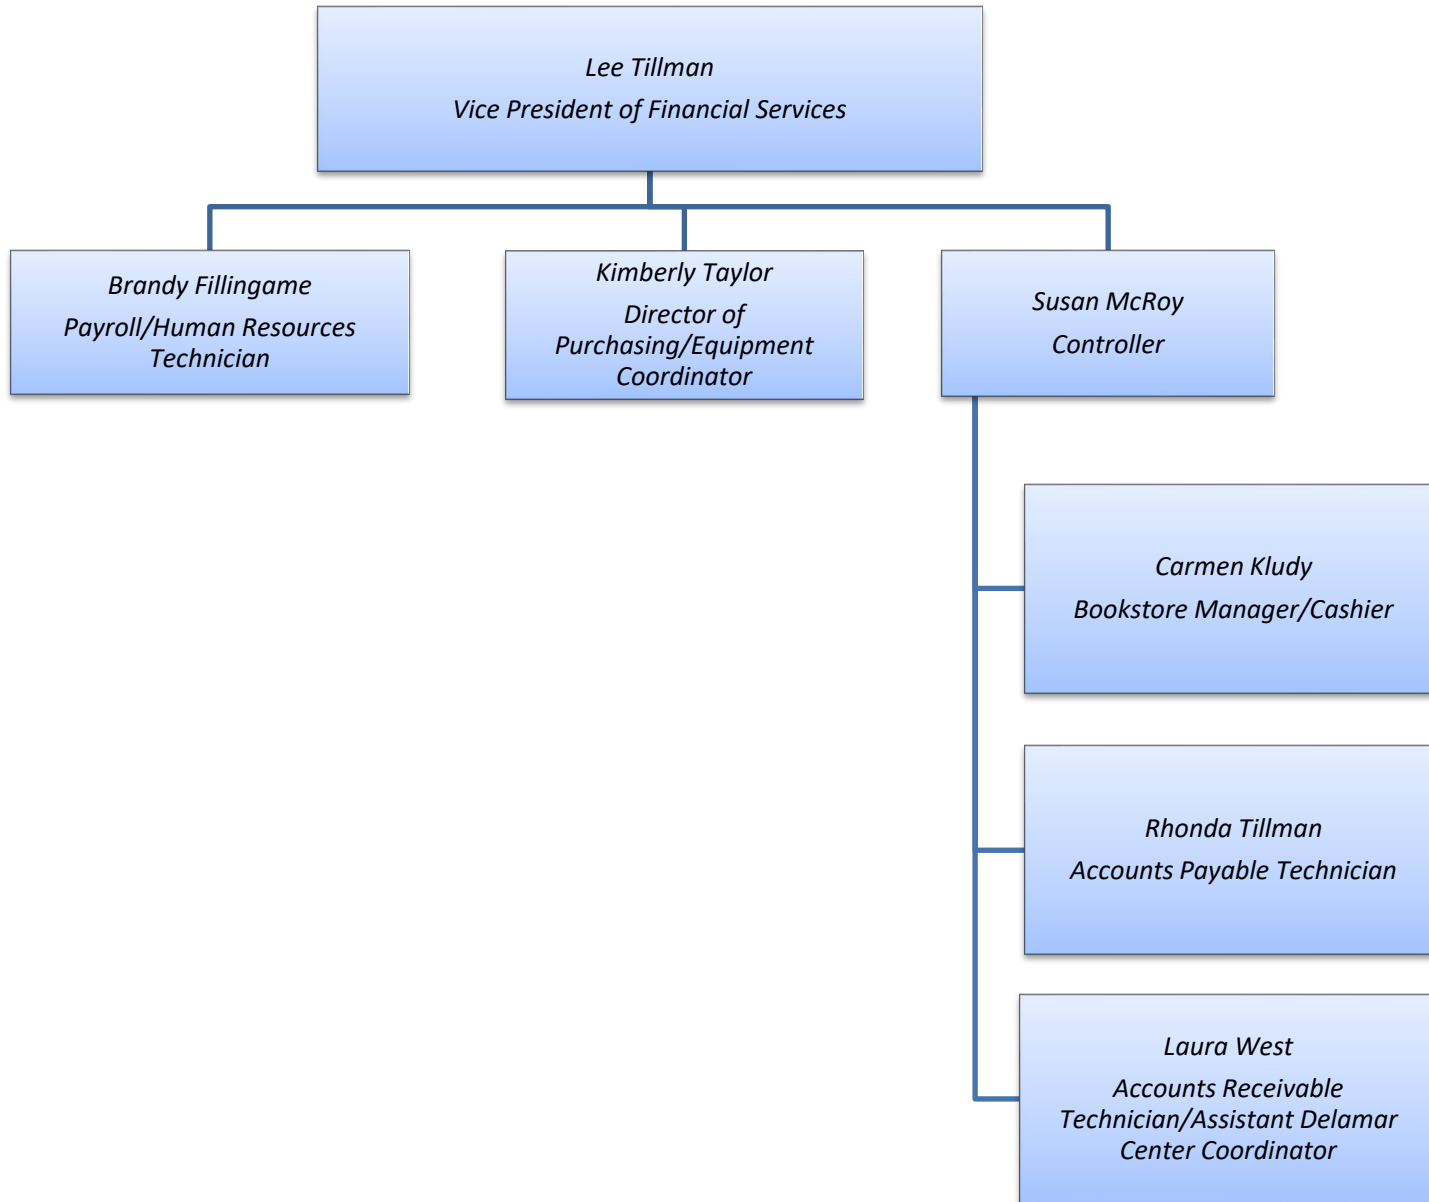 Lee Tillman
Vice President of Financial Services
Brandy Fillingame
Payroll/Human Resources
Technician
Kimberly Taylor
Director of
Purchasing/Equipment
Coordinator
Susan McRoy
Controller
Carmen Kludy
Bookstore Manager/Cashier
Rhonda Tillman
Accounts Payable Technician
Laura West
Accounts Receivable
Technician/Assistant Delamar
Center Coordinator